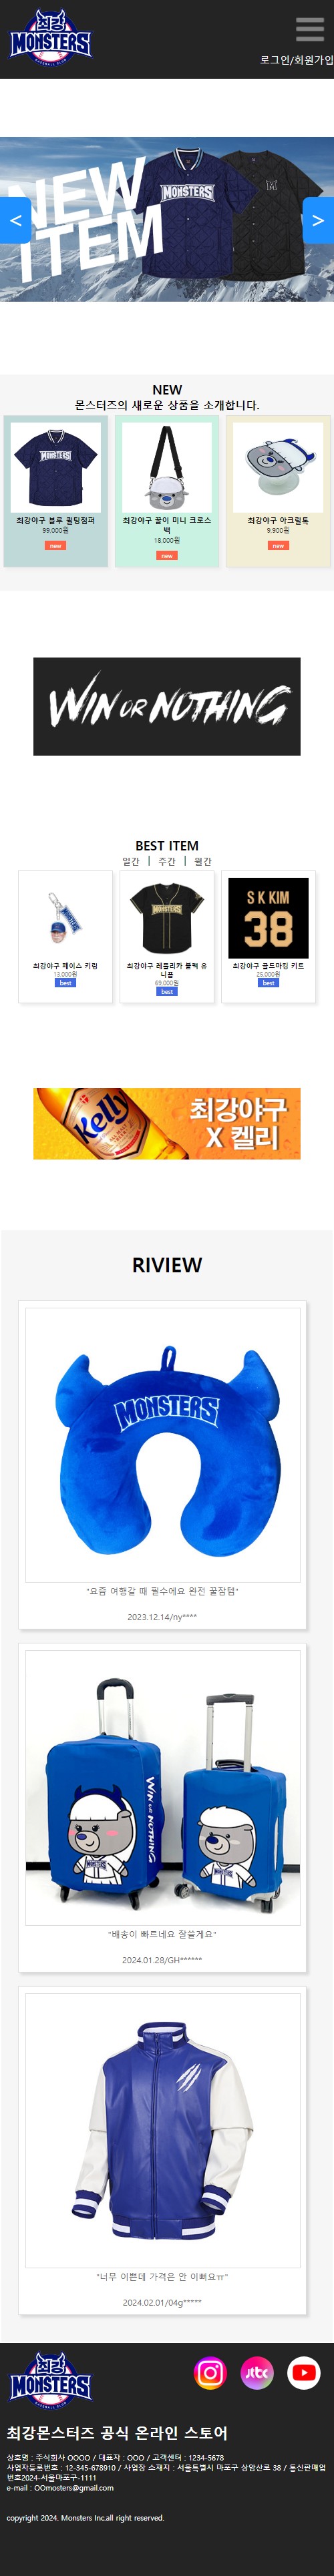 최강
MONSTERS
BASEBALL CLUB
로그인/회원가입
NEW
ITEM
MONSTERS
<
>
NEW
몬스터즈의 새로운 상품을 소개합니다.
MONSTERS
최강야구 블루 퀼팅점퍼
99,000원
new
최강야구 꿀이 미니 크로스
백
18,000원
new
최강야구 아크릴톡
9,900원
new
WIN OR NOTHING
BEST ITEM
일간 | 주간 | 월간
최강야구 페이스 키링
13,000원
best
MONSTERS
최강야구 레플리카 블랙 유
니폼
69,000원
best
S K KIM
38
최강야구 골드마킹 키트
25,000원
best
Kelly
최강야구
X 켈리
RIVIEW
MONSTERS
"요즘 여행갈 때 필수에요 완전 꿀잠템"
2023.12.14/ny****
WIN OR NOTHING
MONSTERS
MONSTERS
"배송이 빠르네요 잘쓸게요"
2024.01.28/GH******
"너무 이쁜데 가격은 안 이뻐요ㅠ"
2024.02.01/04g*****
최강
MONSTERS
BASEBALL CLUB
jtbc
최강몬스터즈 공식 온라인 스토어
상호명 : 주식회사 OOOO / 대표자 : OOO / 고객센터 : 1234-5678
사업자등록번호 : 12-345-678910 / 사업장 소재지 : 서울특별시 마포구 상암산로 38 / 통신판매업
번호2024-서울마포구-1111
e-mail : OOmosters@gmail.com
copyright 2024. Monsters Inc.all right reserved.